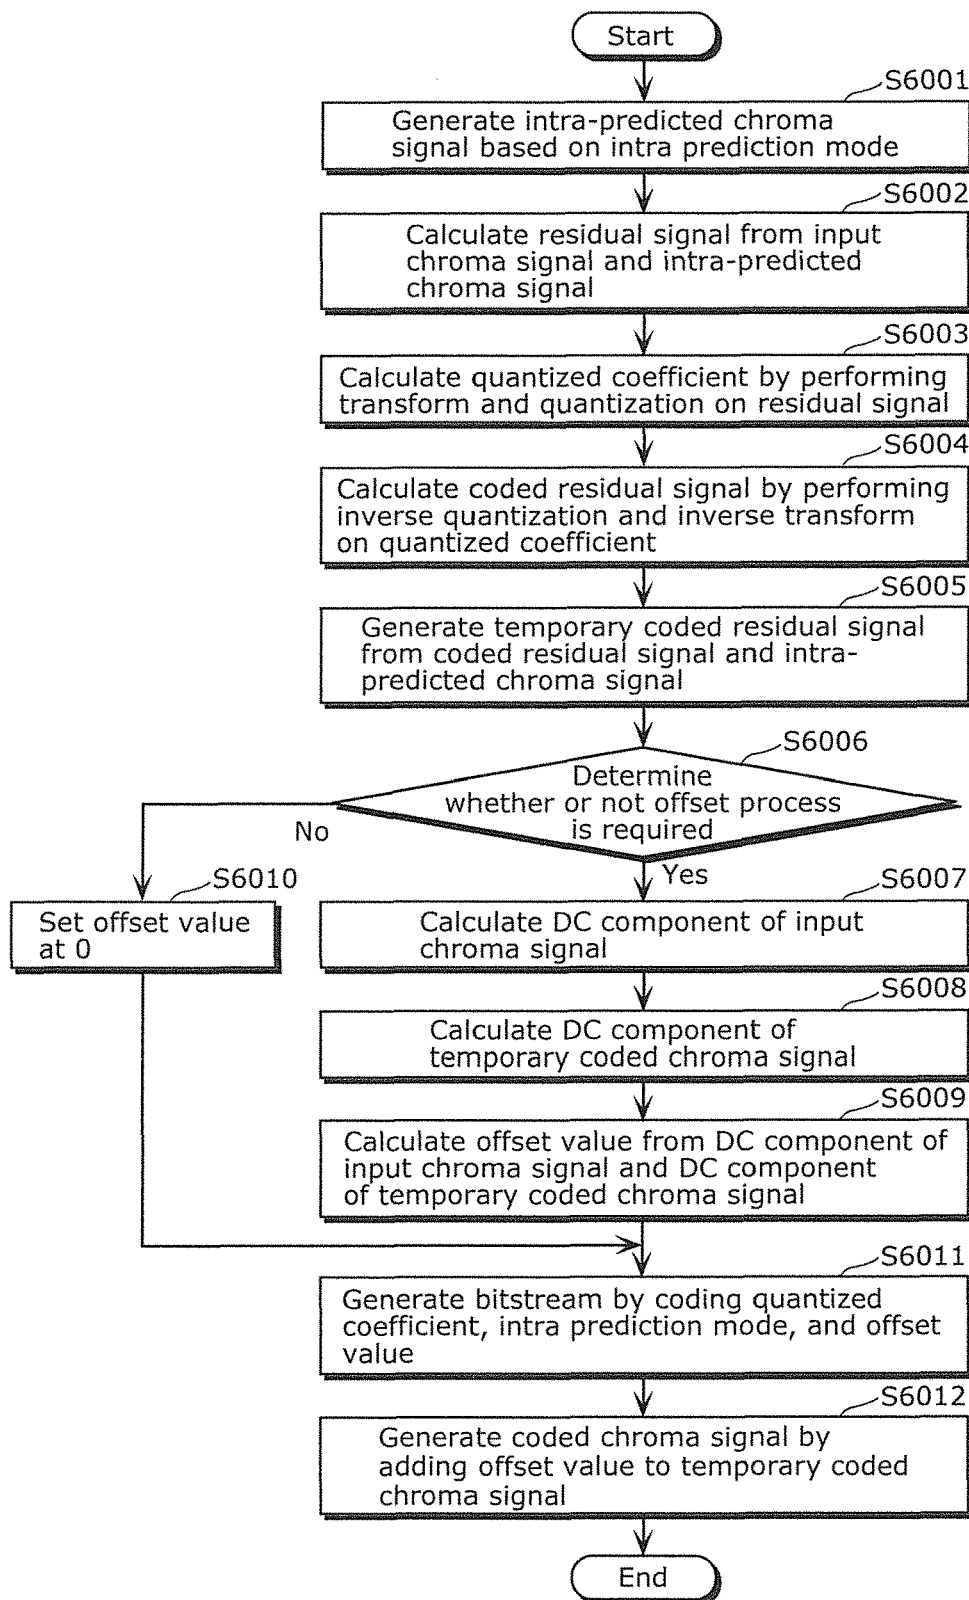 Start
S6001
Generate intra-predicted chroma
signal based on intra prediction mode
S6002
Calculate residual signal from input
chroma signal and intra-predicted
chroma signal
S6003
Calculate quantized coefficient by performing
transform and quantization on residual signal
S6004
Calculate coded residual signal by performing
inverse quantization and inverse transform
on quantized coefficient
S6005
Generate temporary coded residual signal
from coded residual signal and intra-
predicted chroma signal
S6006
Determine
whether or not offset process
is required
No
Yes
S6010
Set offset value
at 0
S6007
Calculate DC component of input
chroma signal
S6008
Calculate DC component of
temporary coded chroma signal
S6009
Calculate offset value from DC component of
input chroma signal and DC component
of temporary coded chroma signal
S6011
Generate bitstream by coding quantized
coefficient, intra prediction mode, and offset
value
S6012
Generate coded chroma signal by
adding offset value to temporary coded
chroma signal
End